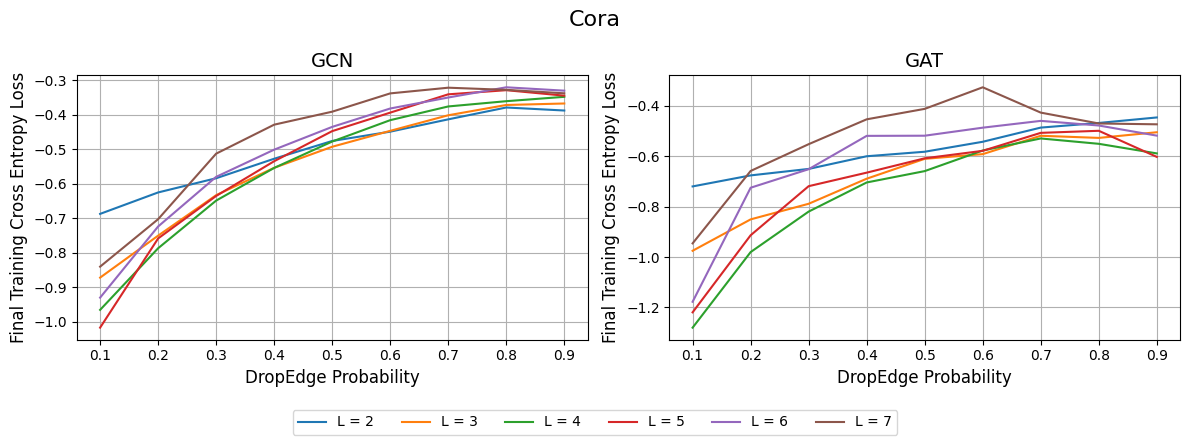 Cora
GCN
Final Training Cross Entropy Loss
−0.3
−0.4
−0.5
−0.6
−0.7
−0.8
−0.9
−1.0
0.1 0.2 0.3 0.4 0.5 0.6 0.7 0.8 0.9
DropEdge Probability
GAT
Final Training Cross Entropy Loss
−0.4
−0.6
−0.8
−1.0
−1.2
0.1 0.2 0.3 0.4 0.5 0.6 0.7 0.8 0.9
DropEdge Probability
L = 2 L = 3 L = 4 L = 5 L = 6 L = 7